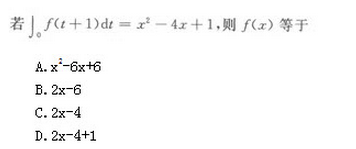 若∫₀ f(t+1)dt = x² − 4x + 1,则 f(x) 等于
A. x²-6x+6
B. 2x-6
C. 2x-4
D. 2x-4+1